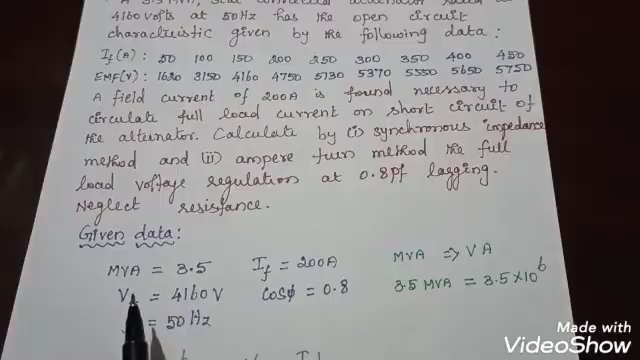 A 3.5 MVA, star connected alternator rated
4160 volts at 50Hz has the open circuit
characteristic given by the following data:
If(A): 50 100 150 200 250 300 350 400 450
EMF(V): 1620 3150 4160 4750 5130 5370 5550 5650 5750
A field current of 200A is found necessary to
circulate full load current on short circuit of
the alternator. Calculate by (i) synchronous impedance
method and (ii) ampere turn method the full
load voltage regulation at 0.8pf lagging.
Neglect resistance.
Given data:
MVA = 3.5 If = 200A MVA => VA
V = 4160 V cosϕ = 0.8 3.5 MVA = 3.5 × 10^6
= 50 Hz
Made with
VideoShow